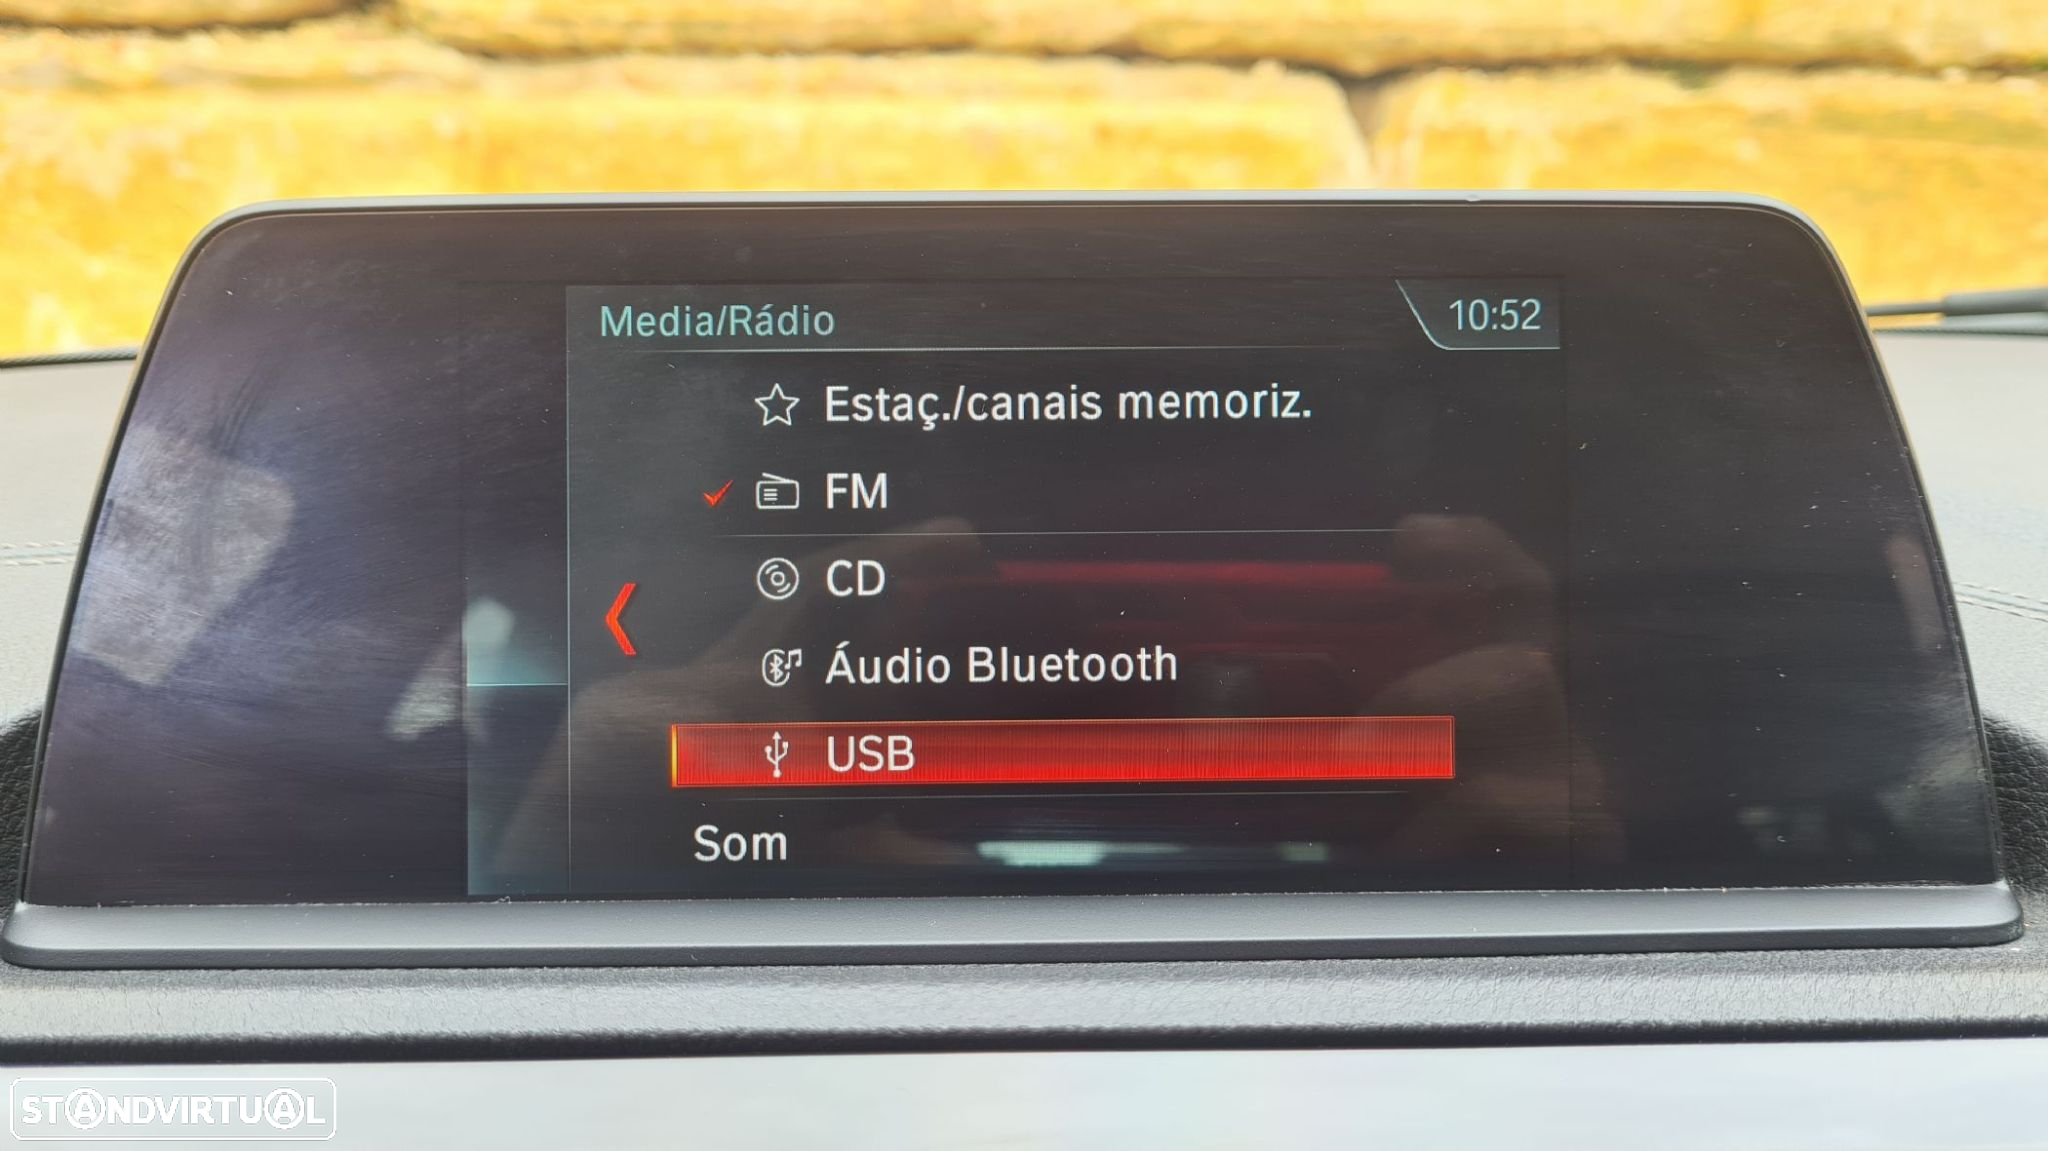 Media/Rádio
10:52
Estaç./canais memoriz.
FM
CD
Áudio Bluetooth
USB
Som
STANDVIRTUAL